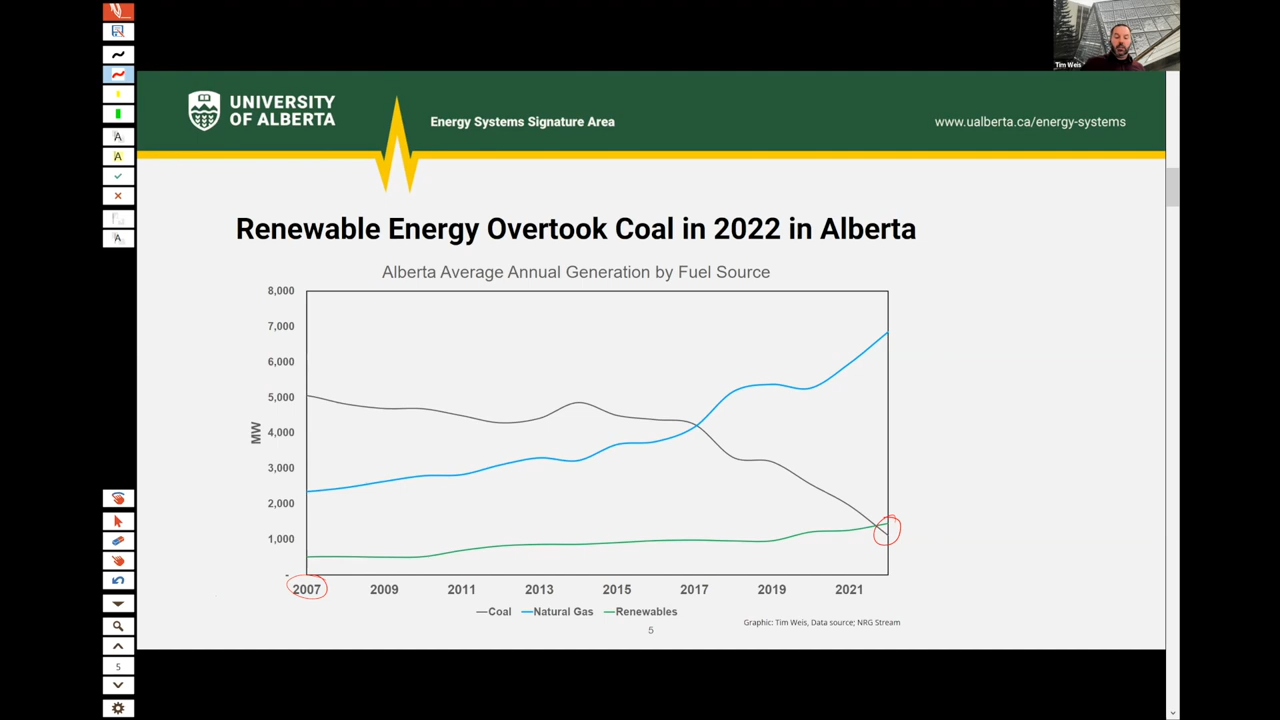 Tim Weis
UNIVERSITY
OF ALBERTA
Energy Systems Signature Area
www.ualberta.ca/energy-systems
Renewable Energy Overtook Coal in 2022 in Alberta
Alberta Average Annual Generation by Fuel Source
8,000
7,000
6,000
5,000
4,000
3,000
2,000
1,000
-
MW
2007 2009 2011 2013 2015 2017 2019 2021
Coal Natural Gas Renewables
Graphic: Tim Weis, Data source; NRG Stream
5
A
A
A
5